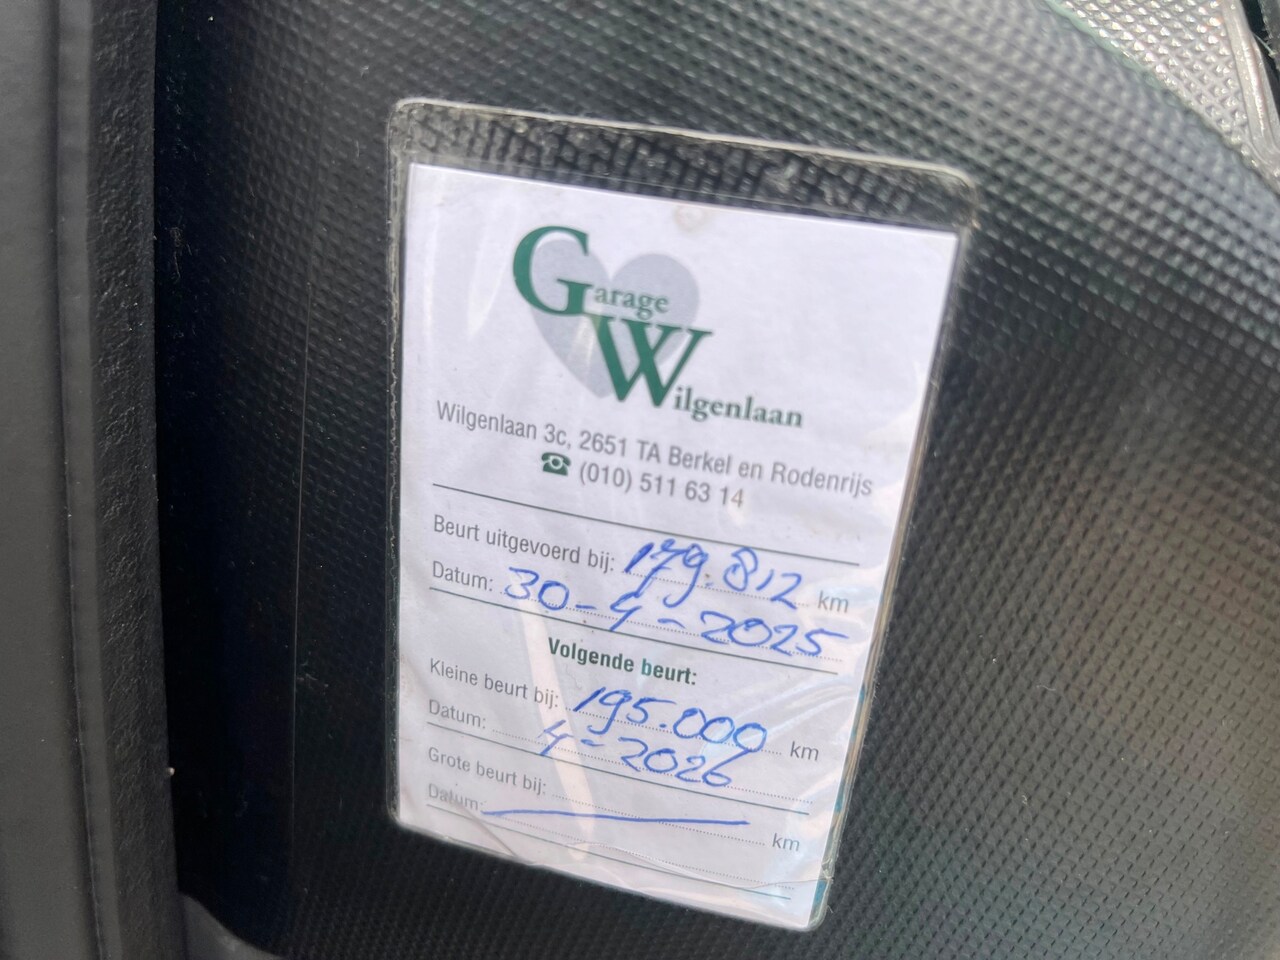 Garage
Wilgenlaan
Wilgenlaan 3c, 2651 TA Berkel en Rodenrijs
☎ (010) 511 63 14
Beurt uitgevoerd bij: 179.812 km
Datum: 30-4-2025
Volgende beurt:
Kleine beurt bij: 195.000 km
Datum: 4-2026
Grote beurt bij: km
Datum: